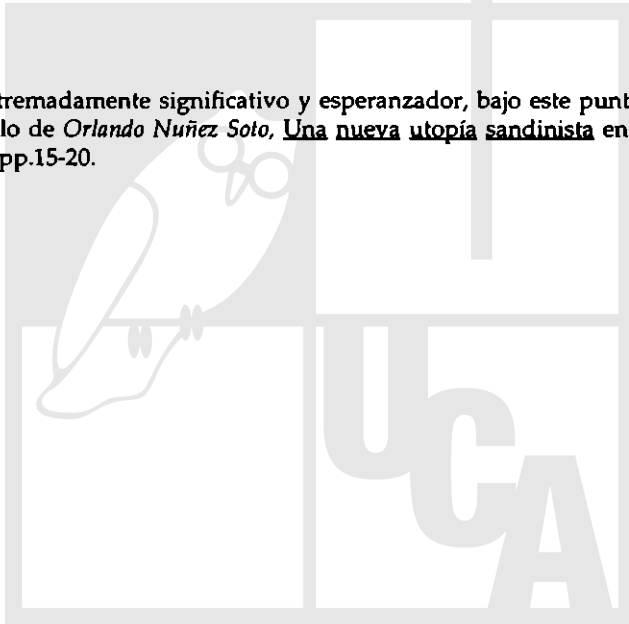 tremadamente significativo y esperanzador, bajo este punt
lo de Orlando Nuñez Soto, Una nueva utopía sandinista en
pp.15-20.
UCA